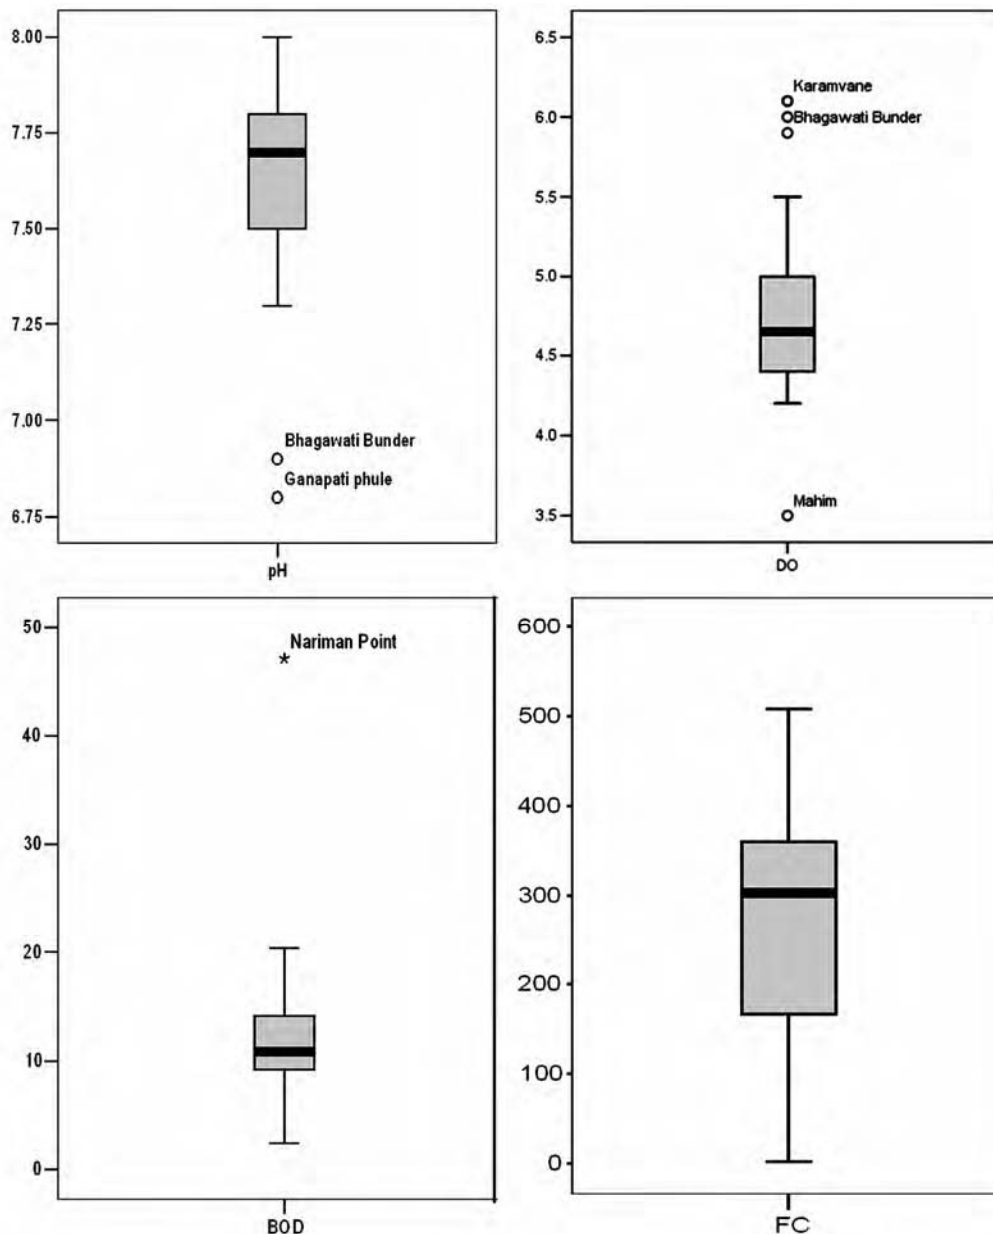 8.00
7.75
7.50
7.25
7.00
6.75
Bhagawati Bunder
Ganapati phule
pH
6.5
6.0
5.5
5.0
4.5
4.0
3.5
Karamvane
Bhagawati Bunder
Mahim
DO
50
40
30
20
10
0
Nariman Point
BOD
600
500
400
300
200
100
0
FC